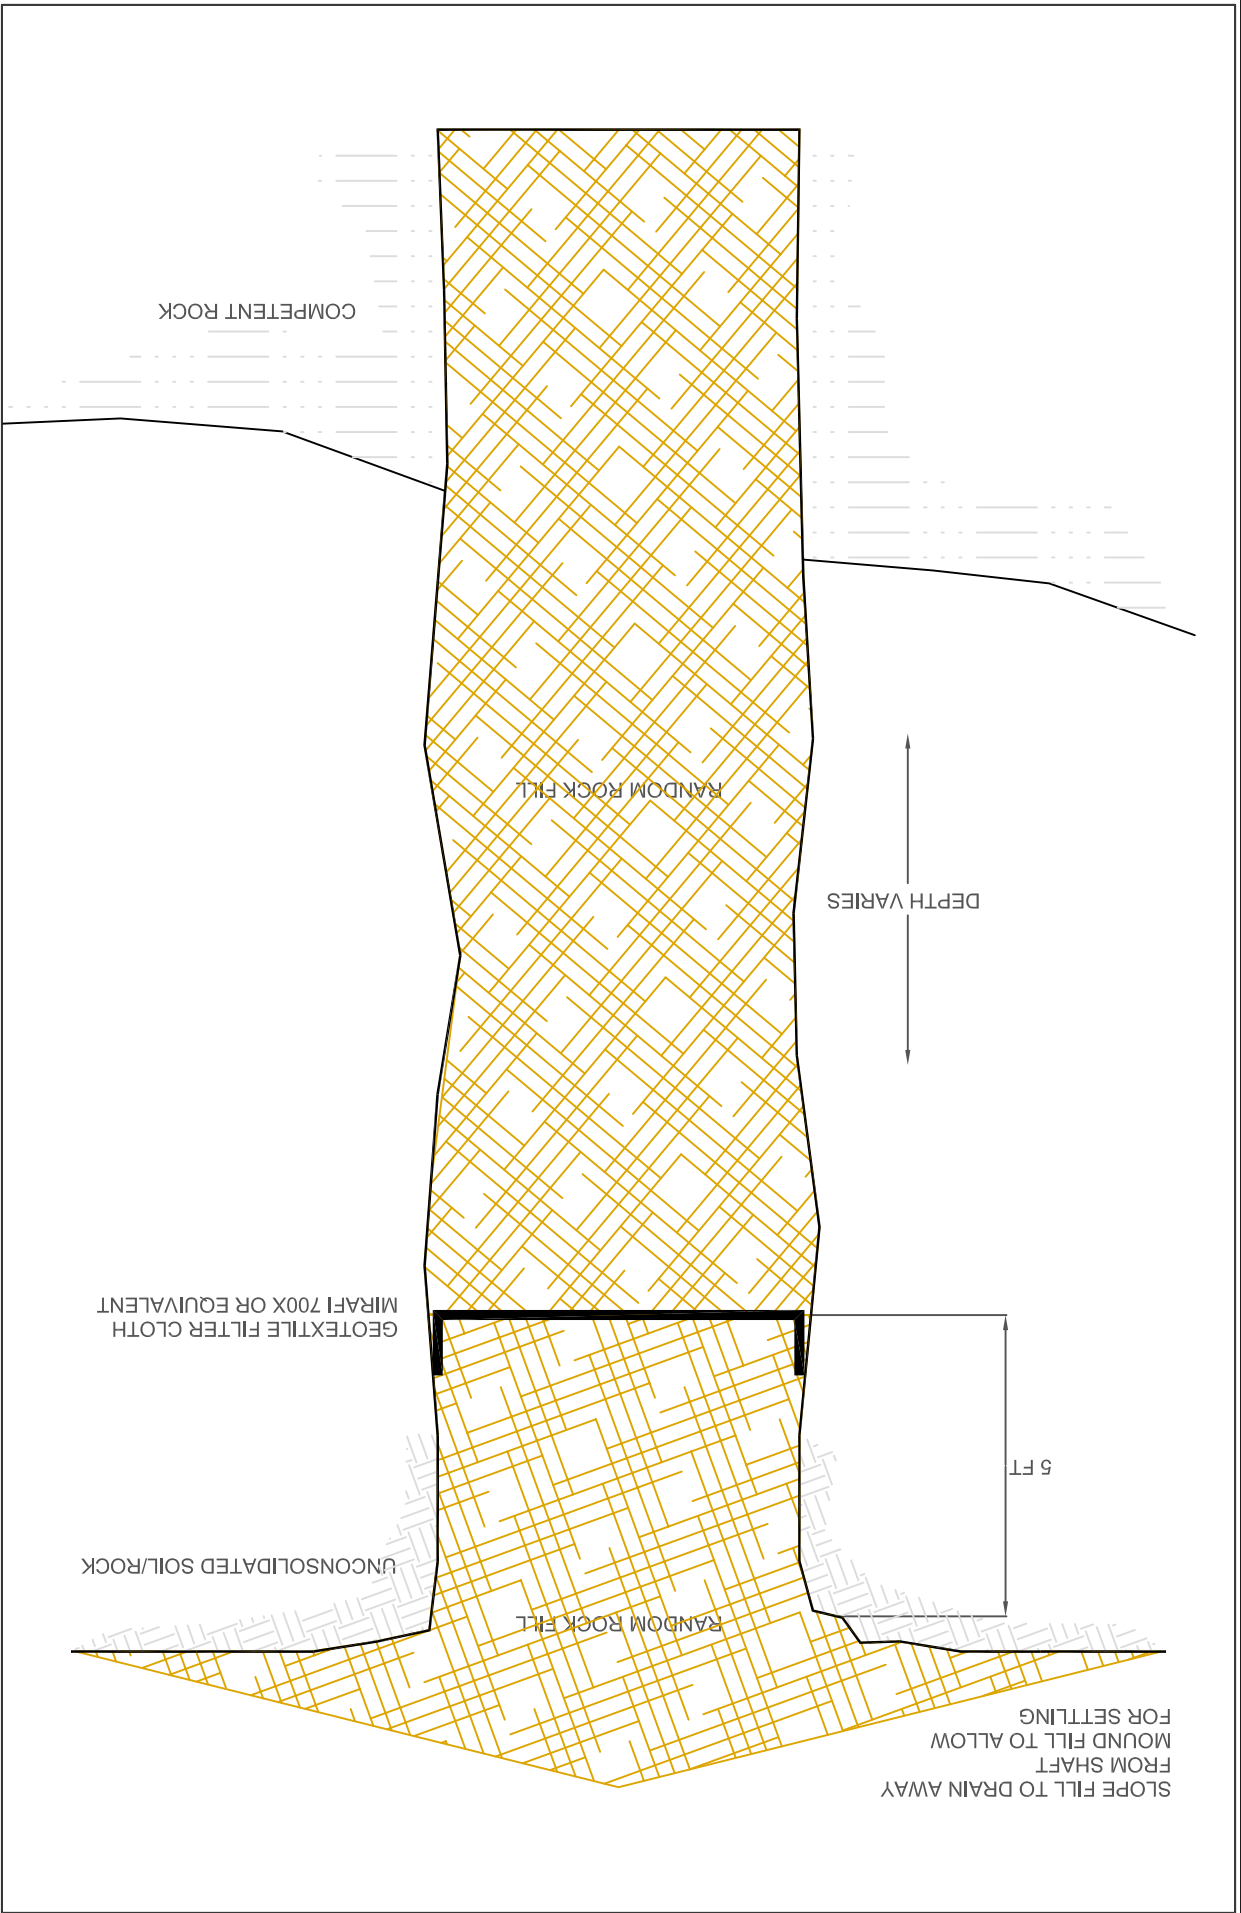 SLOPE FILL TO DRAIN AWAY
FROM SHAFT
MOUND FILL TO ALLOW
FOR SETTLING
RANDOM ROCK FILL
UNCONSOLIDATED SOIL/ROCK
5 FT
GEOTEXTILE FILTER CLOTH
MIRAFI 700X OR EQUIVALENT
DEPTH VARIES
RANDOM ROCK FILL
COMPETENT ROCK